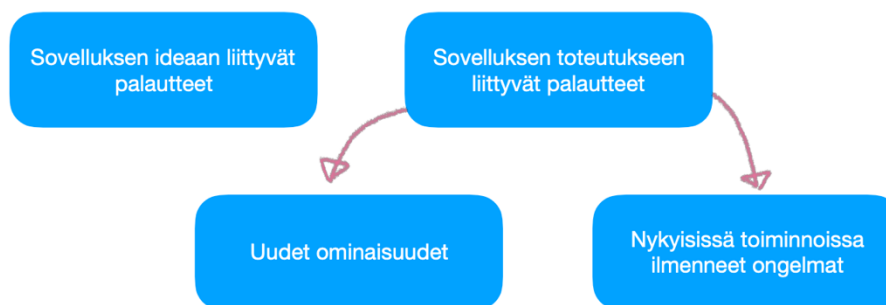 Sovelluksen ideaan liittyvät
palautteet
Sovelluksen toteutukseen
liittyvät palautteet
Uudet ominaisuudet
Nykyisissä toiminnoissa
ilmenneet ongelmat